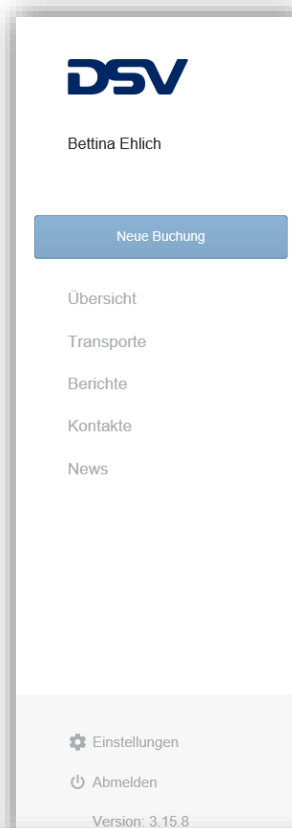 DSV
Bettina Ehlich
Neue Buchung
Übersicht
Transporte
Berichte
Kontakte
News
Einstellungen
Abmelden
Version: 3.15.8